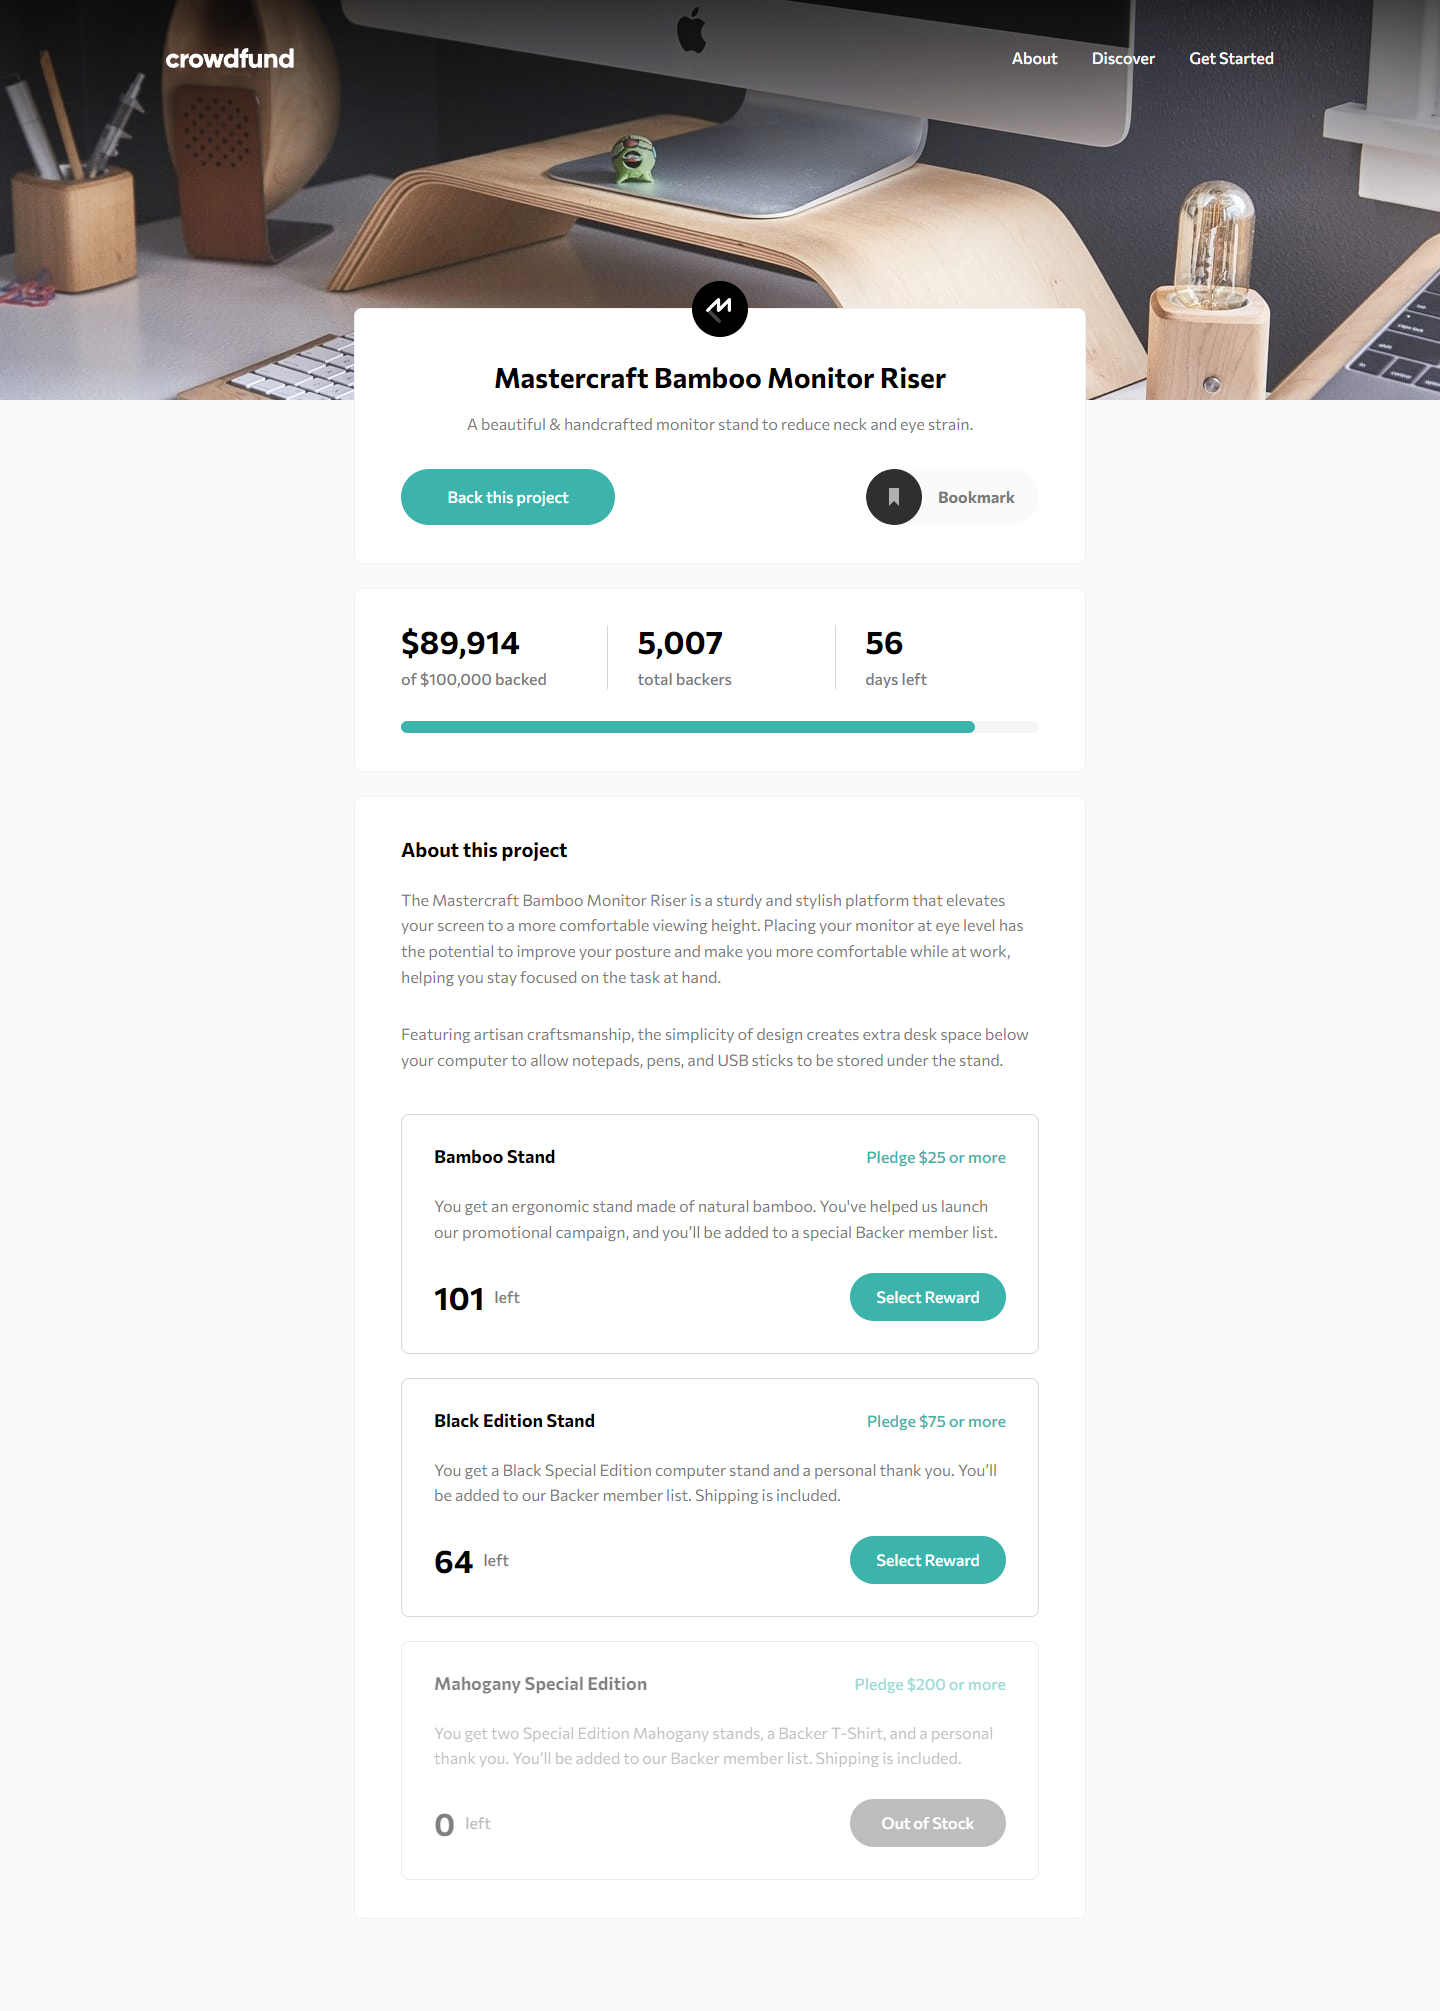 crowdfund
About Discover Get Started
Mastercraft Bamboo Monitor Riser
A beautiful & handcrafted monitor stand to reduce neck and eye strain.
Back this project
Bookmark
$89,914
of $100,000 backed
5,007
total backers
56
days left
About this project
The Mastercraft Bamboo Monitor Riser is a sturdy and stylish platform that elevates
your screen to a more comfortable viewing height. Placing your monitor at eye level has
the potential to improve your posture and make you more comfortable while at work,
helping you stay focused on the task at hand.
Featuring artisan craftsmanship, the simplicity of design creates extra desk space below
your computer to allow notepads, pens, and USB sticks to be stored under the stand.
Bamboo Stand
Pledge $25 or more
You get an ergonomic stand made of natural bamboo. You've helped us launch
our promotional campaign, and you’ll be added to a special Backer member list.
101 left
Select Reward
Black Edition Stand
Pledge $75 or more
You get a Black Special Edition computer stand and a personal thank you. You’ll
be added to our Backer member list. Shipping is included.
64 left
Select Reward
Mahogany Special Edition
Pledge $200 or more
You get two Special Edition Mahogany stands, a Backer T-Shirt, and a personal
thank you. You’ll be added to our Backer member list. Shipping is included.
0 left
Out of Stock